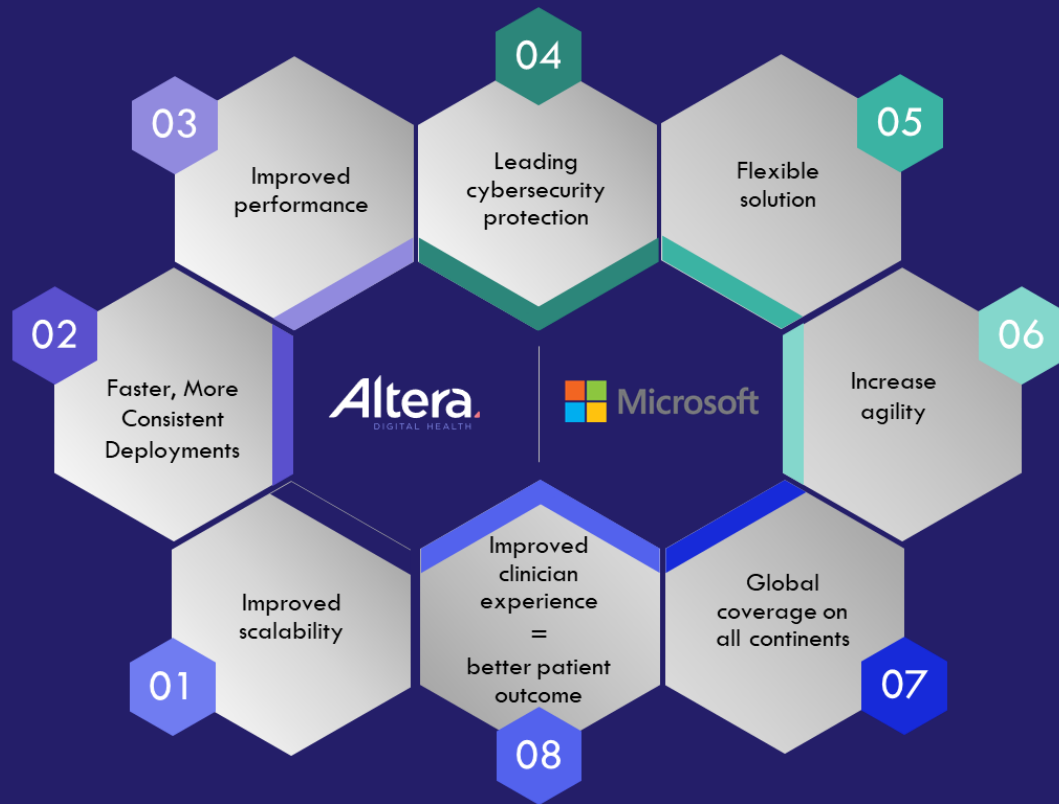 01
Improved
scalability
02
Faster, More
Consistent
Deployments
03
Improved
performance
04
Leading
cybersecurity
protection
05
Flexible
solution
06
Increase
agility
07
Global
coverage on
all continents
08
Improved
clinician
experience
=
better patient
outcome
Altera.
DIGITAL HEALTH
Microsoft